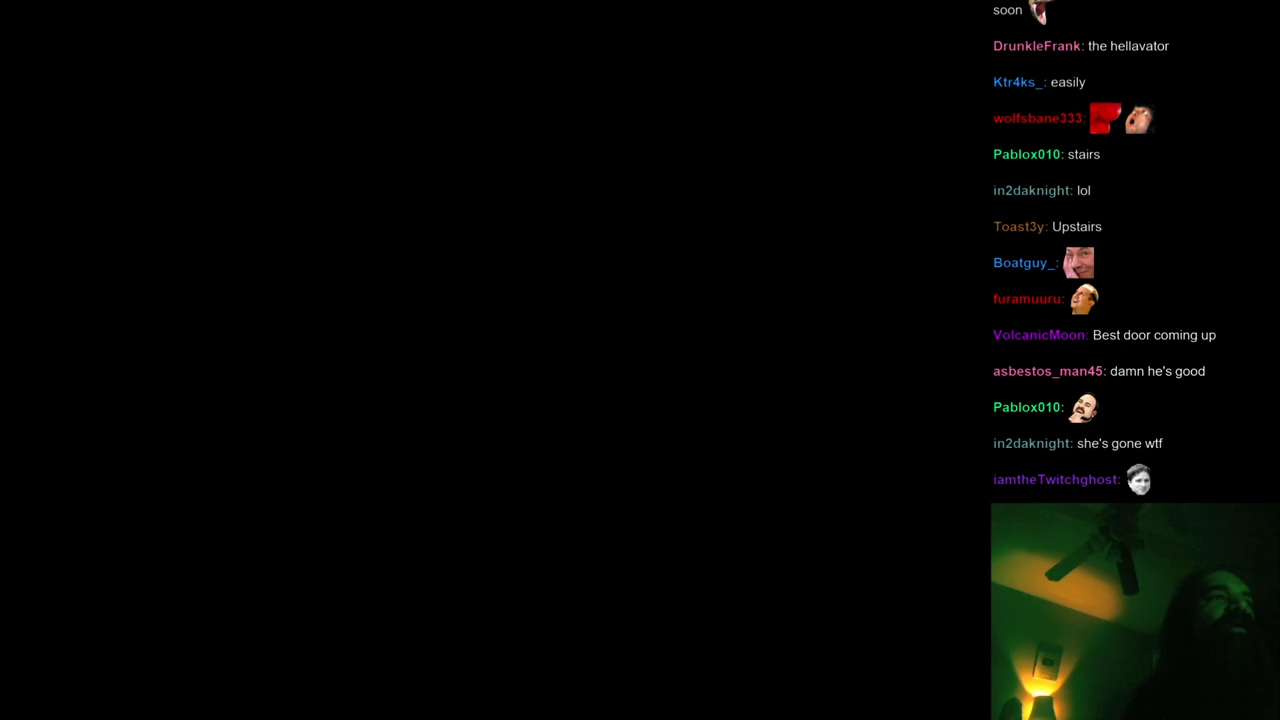 soon
DrunkleFrank: the hellavator
Ktr4ks_: easily
wolfsbane333:
Pablox010: stairs
in2daknight: lol
Toast3y: Upstairs
Boatguy_:
furamuuru:
VolcanicMoon: Best door coming up
asbestos_man45: damn he's good
Pablox010:
in2daknight: she's gone wtf
iamtheTwitchghost: